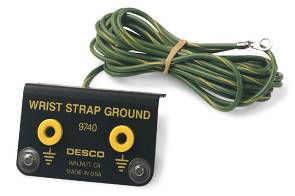 WRIST STRAP GROUND
9740
DESCO
WALNUT, CA
MADE IN USA